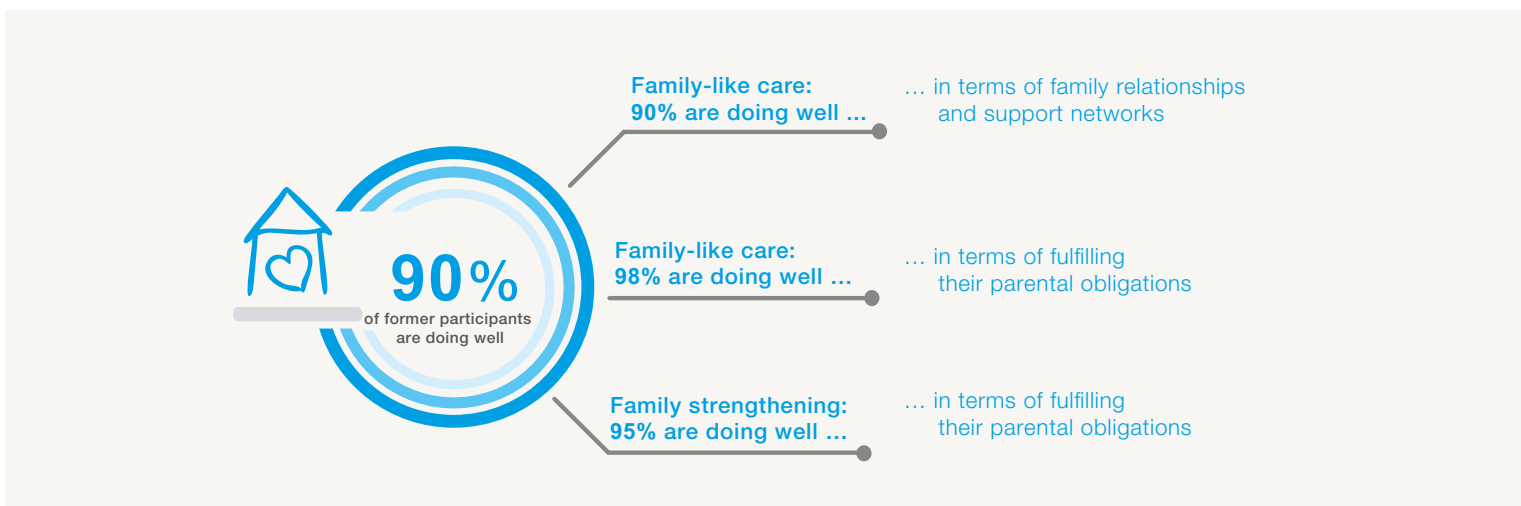 Family-like care:
90% are doing well ...
... in terms of family relationships
and support networks
90%
of former participants
are doing well
Family-like care:
98% are doing well ...
... in terms of fulfilling
their parental obligations
Family strengthening:
95% are doing well ...
... in terms of fulfilling
their parental obligations